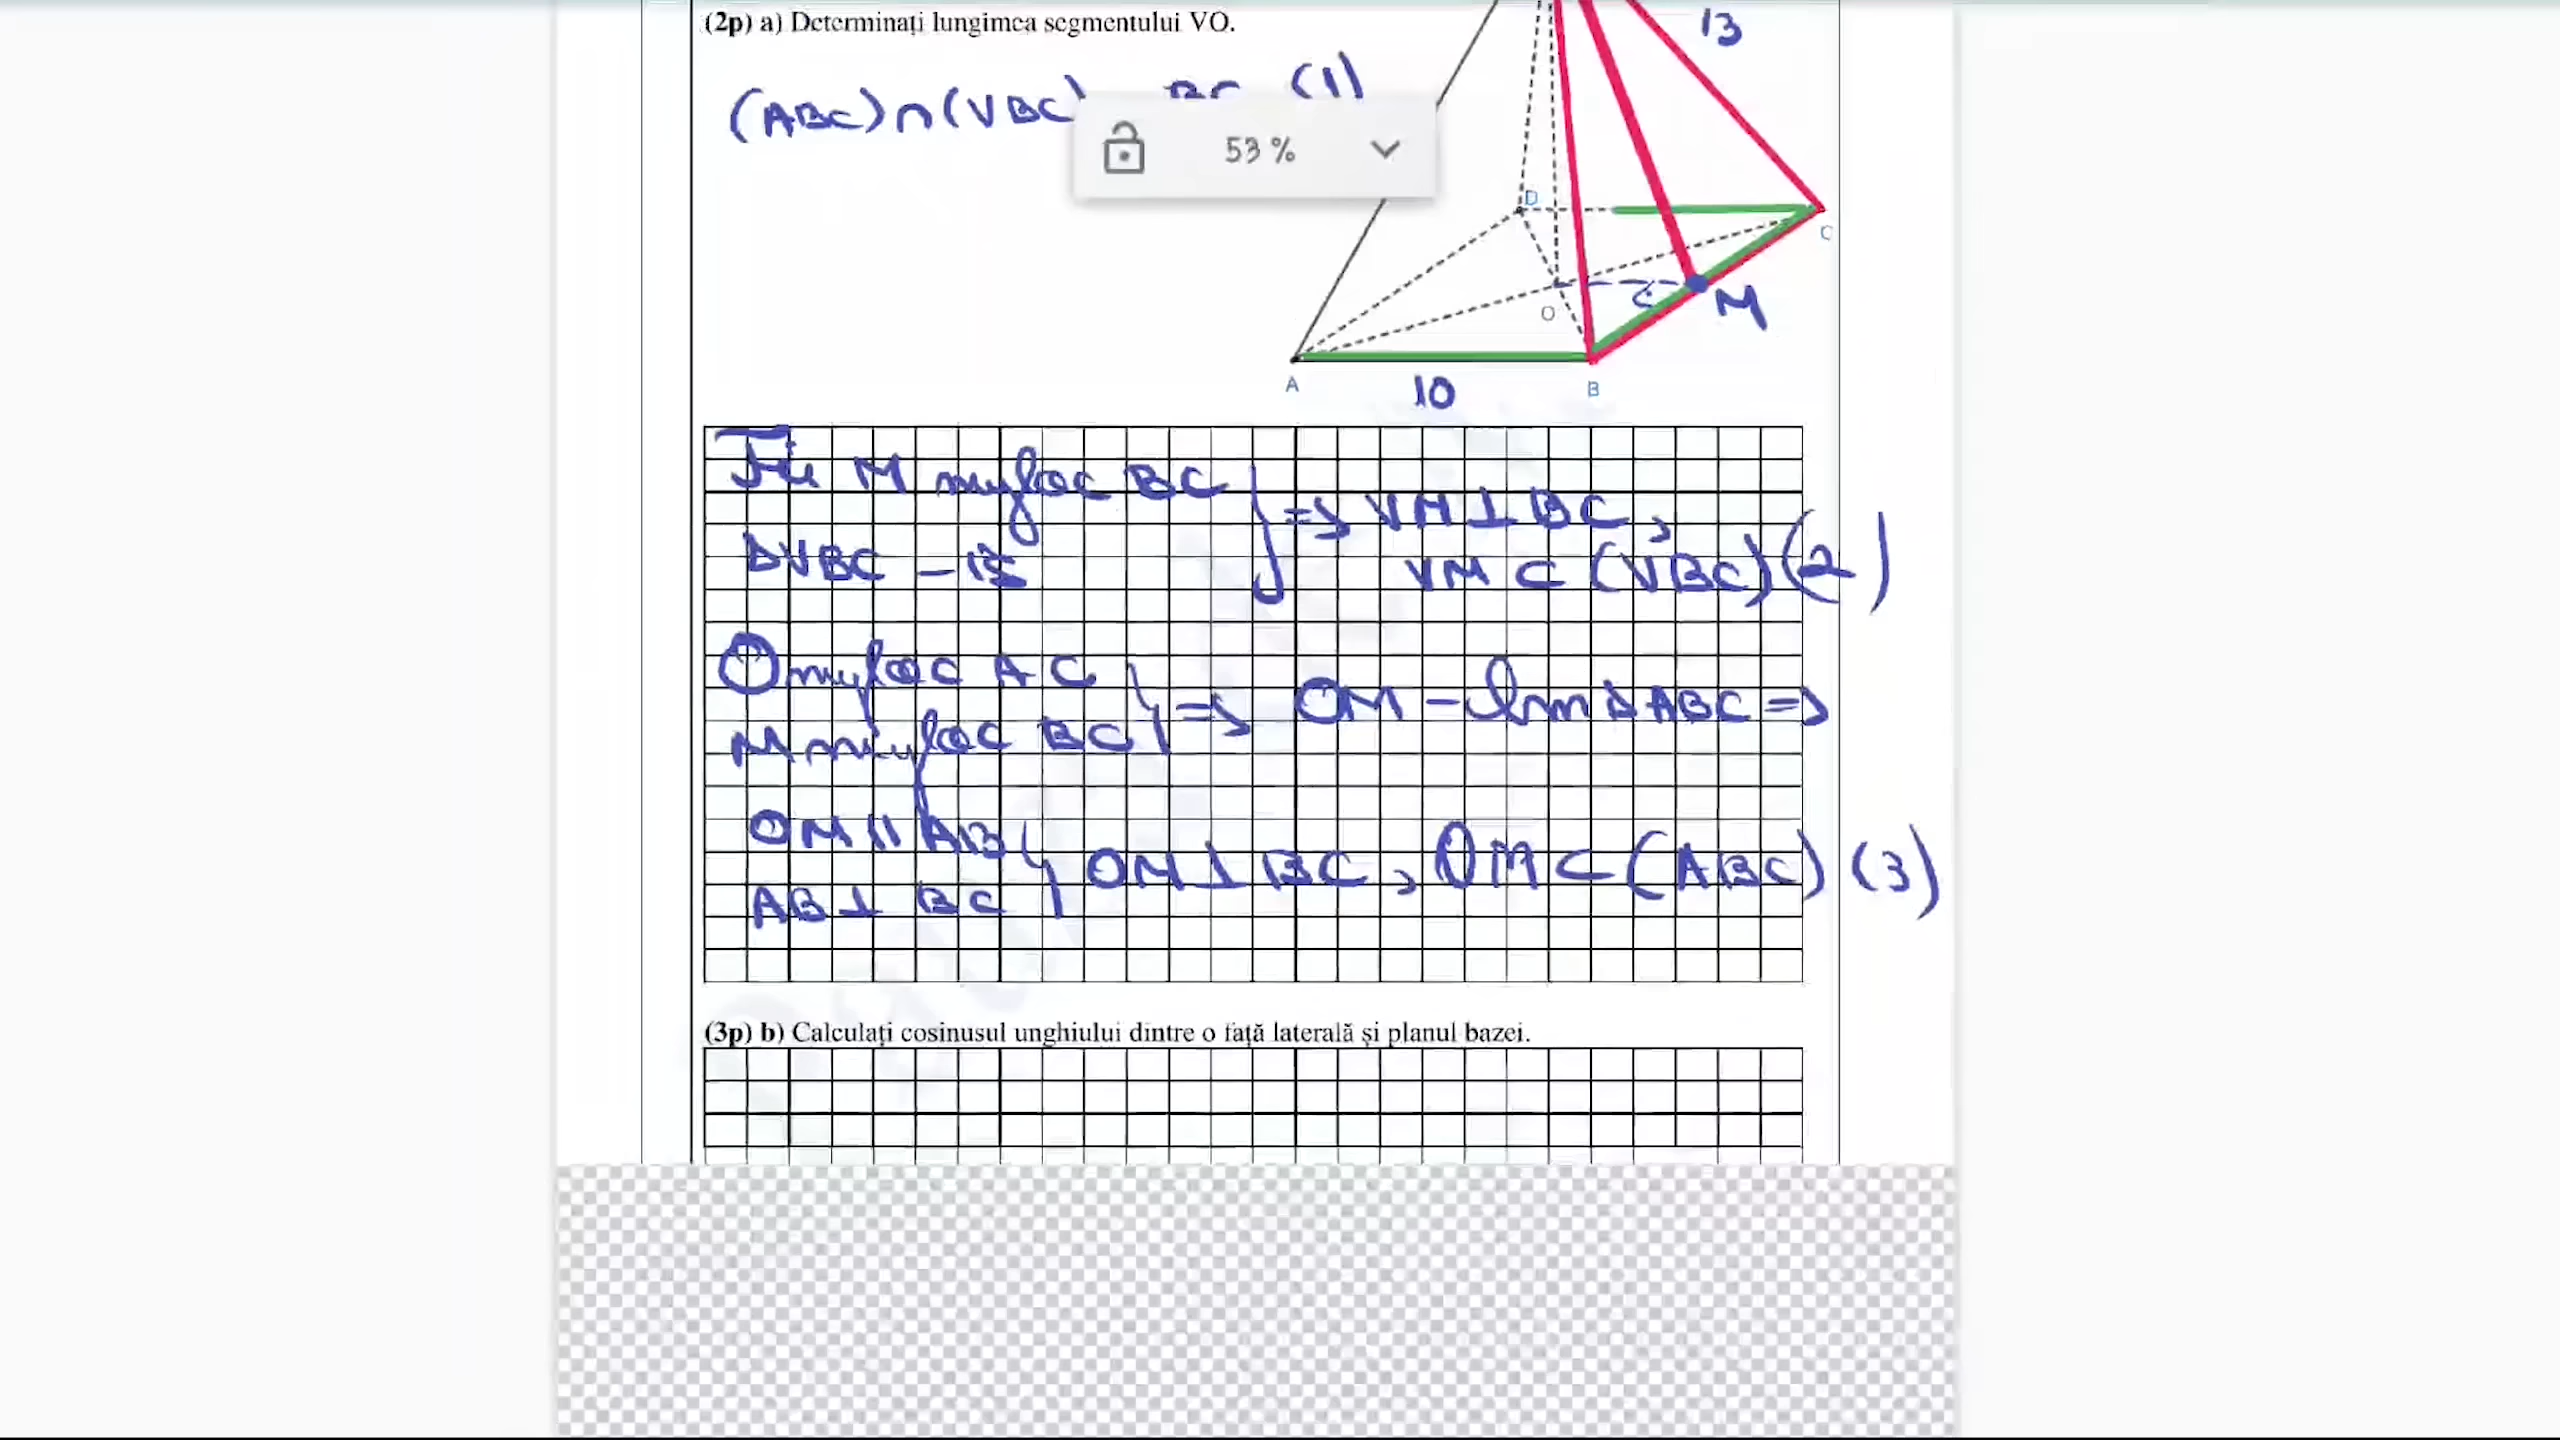 (2p) a) Determinați lungimea segmentului VO.
13
(ABC)∩(VBC) BC (1)
53 %
D
C
O
M
A
10
B
Fie M mijloc BC
ΔVBC - is
=> VM⊥BC,
VM ⊂ (VBC) (2)
O mijloc AC
M mijloc BC
=> OM - lm ΔABC =>
OM || AB
AB⊥ BC
OM⊥BC, OM ⊂ (ABC) (3)
(3p) b) Calculați cosinusul unghiului dintre o față laterală și planul bazei.